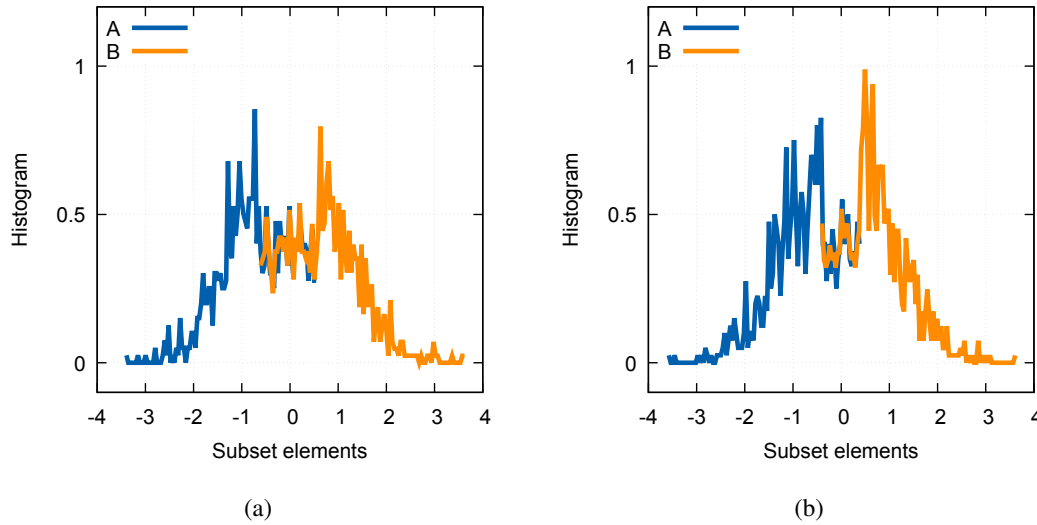 A
B
1
0.5
0
Histogram
-4 -3 -2 -1 0 1 2 3 4
Subset elements
(a)
A
B
1
0.5
0
Histogram
-4 -3 -2 -1 0 1 2 3 4
Subset elements
(b)